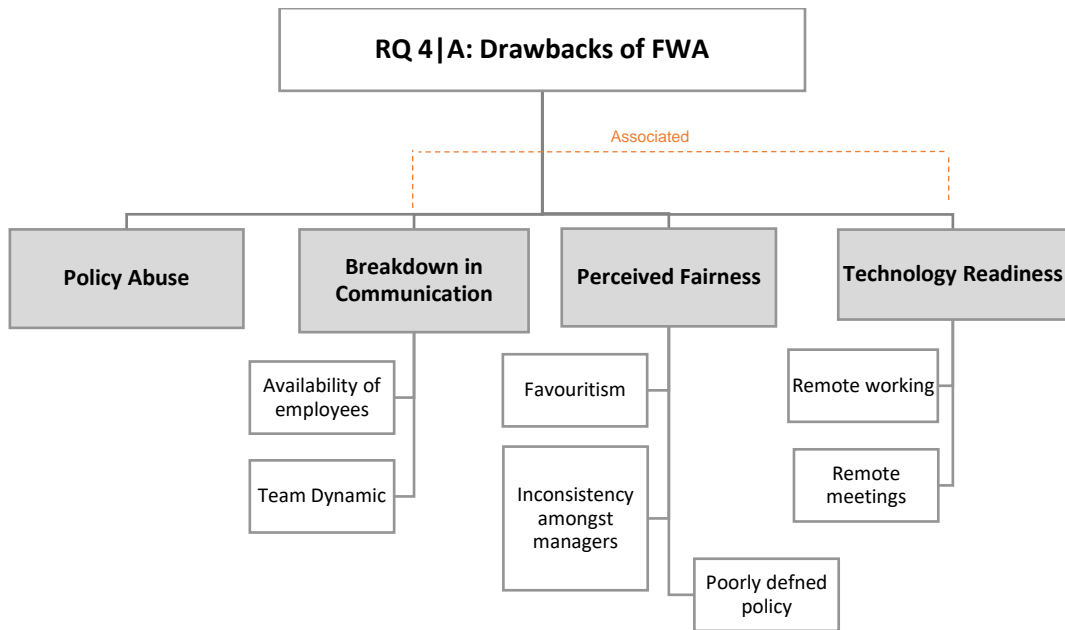 RQ 4|A: Drawbacks of FWA
Associated
Policy Abuse
Breakdown in
Communication
Perceived Fairness
Technology Readiness
Availability of
employees
Team Dynamic
Favouritism
Inconsistency
amongst
managers
Poorly defned
policy
Remote working
Remote
meetings